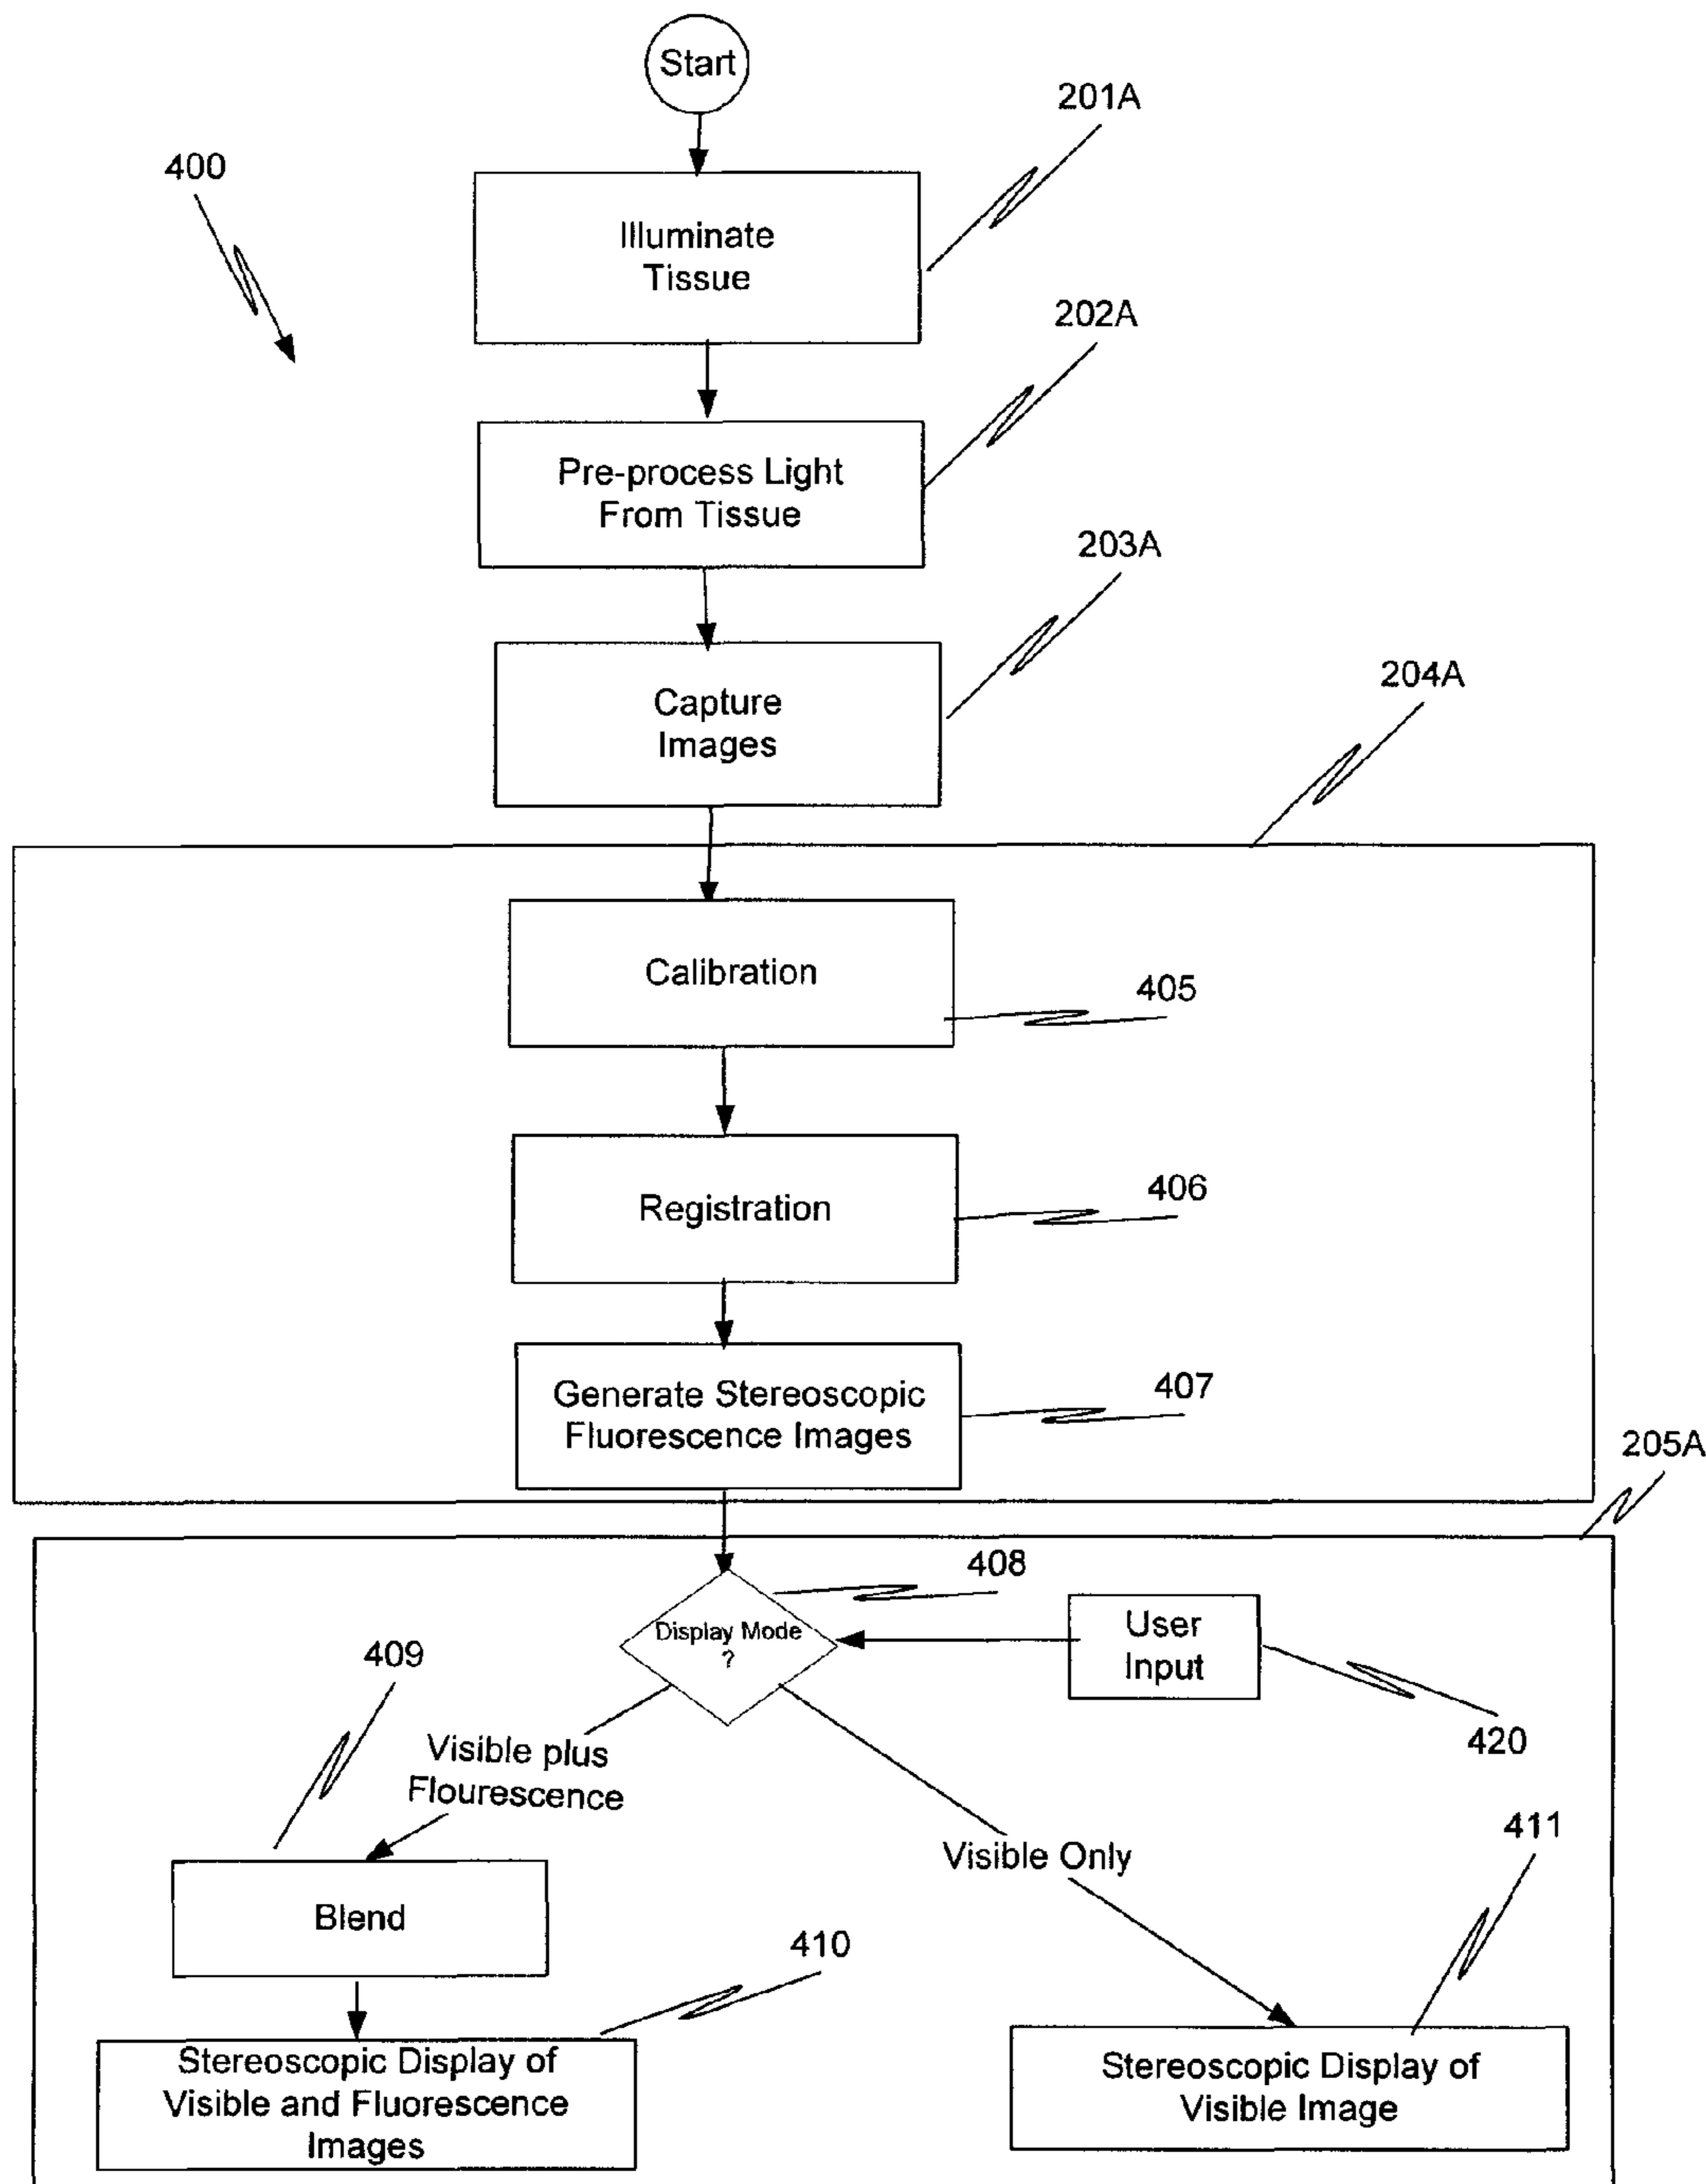 Start
201A
400
Illuminate
Tissue
202A
Pre-process Light
From Tissue
203A
Capture
Images
204A
Calibration
405
Registration
406
Generate Stereoscopic
Fluorescence Images
407
205A
408
Display Mode
?
User
Input
420
409
Visible plus
Flourescence
Visible Only
411
Blend
410
Stereoscopic Display of
Visible and Fluorescence
Images
Stereoscopic Display of
Visible Image